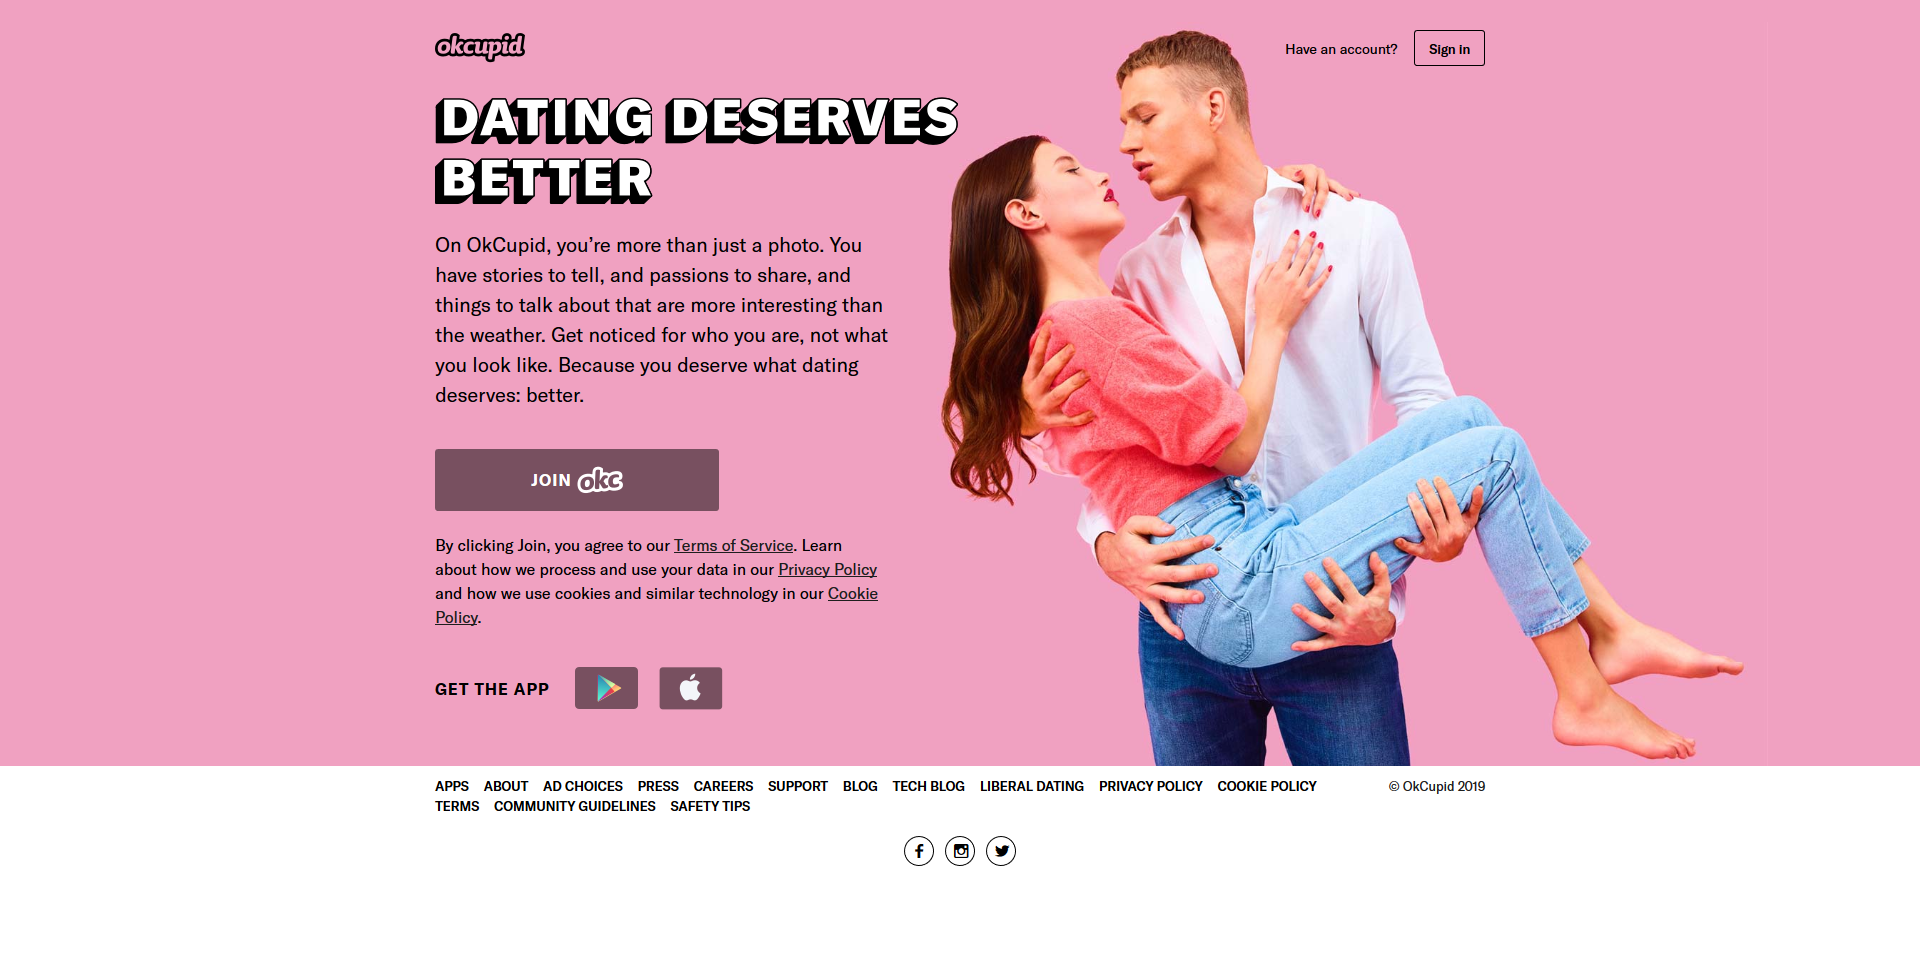 okcupid
Have an account? Sign in
DATING DESERVES
BETTER
On OkCupid, you’re more than just a photo. You
have stories to tell, and passions to share, and
things to talk about that are more interesting than
the weather. Get noticed for who you are, not what
you look like. Because you deserve what dating
deserves: better.
JOIN okc
By clicking Join, you agree to our Terms of Service. Learn
about how we process and use your data in our Privacy Policy
and how we use cookies and similar technology in our Cookie
Policy.
GET THE APP
APPS ABOUT AD CHOICES PRESS CAREERS SUPPORT BLOG TECH BLOG LIBERAL DATING PRIVACY POLICY COOKIE POLICY © OkCupid 2019
TERMS COMMUNITY GUIDELINES SAFETY TIPS